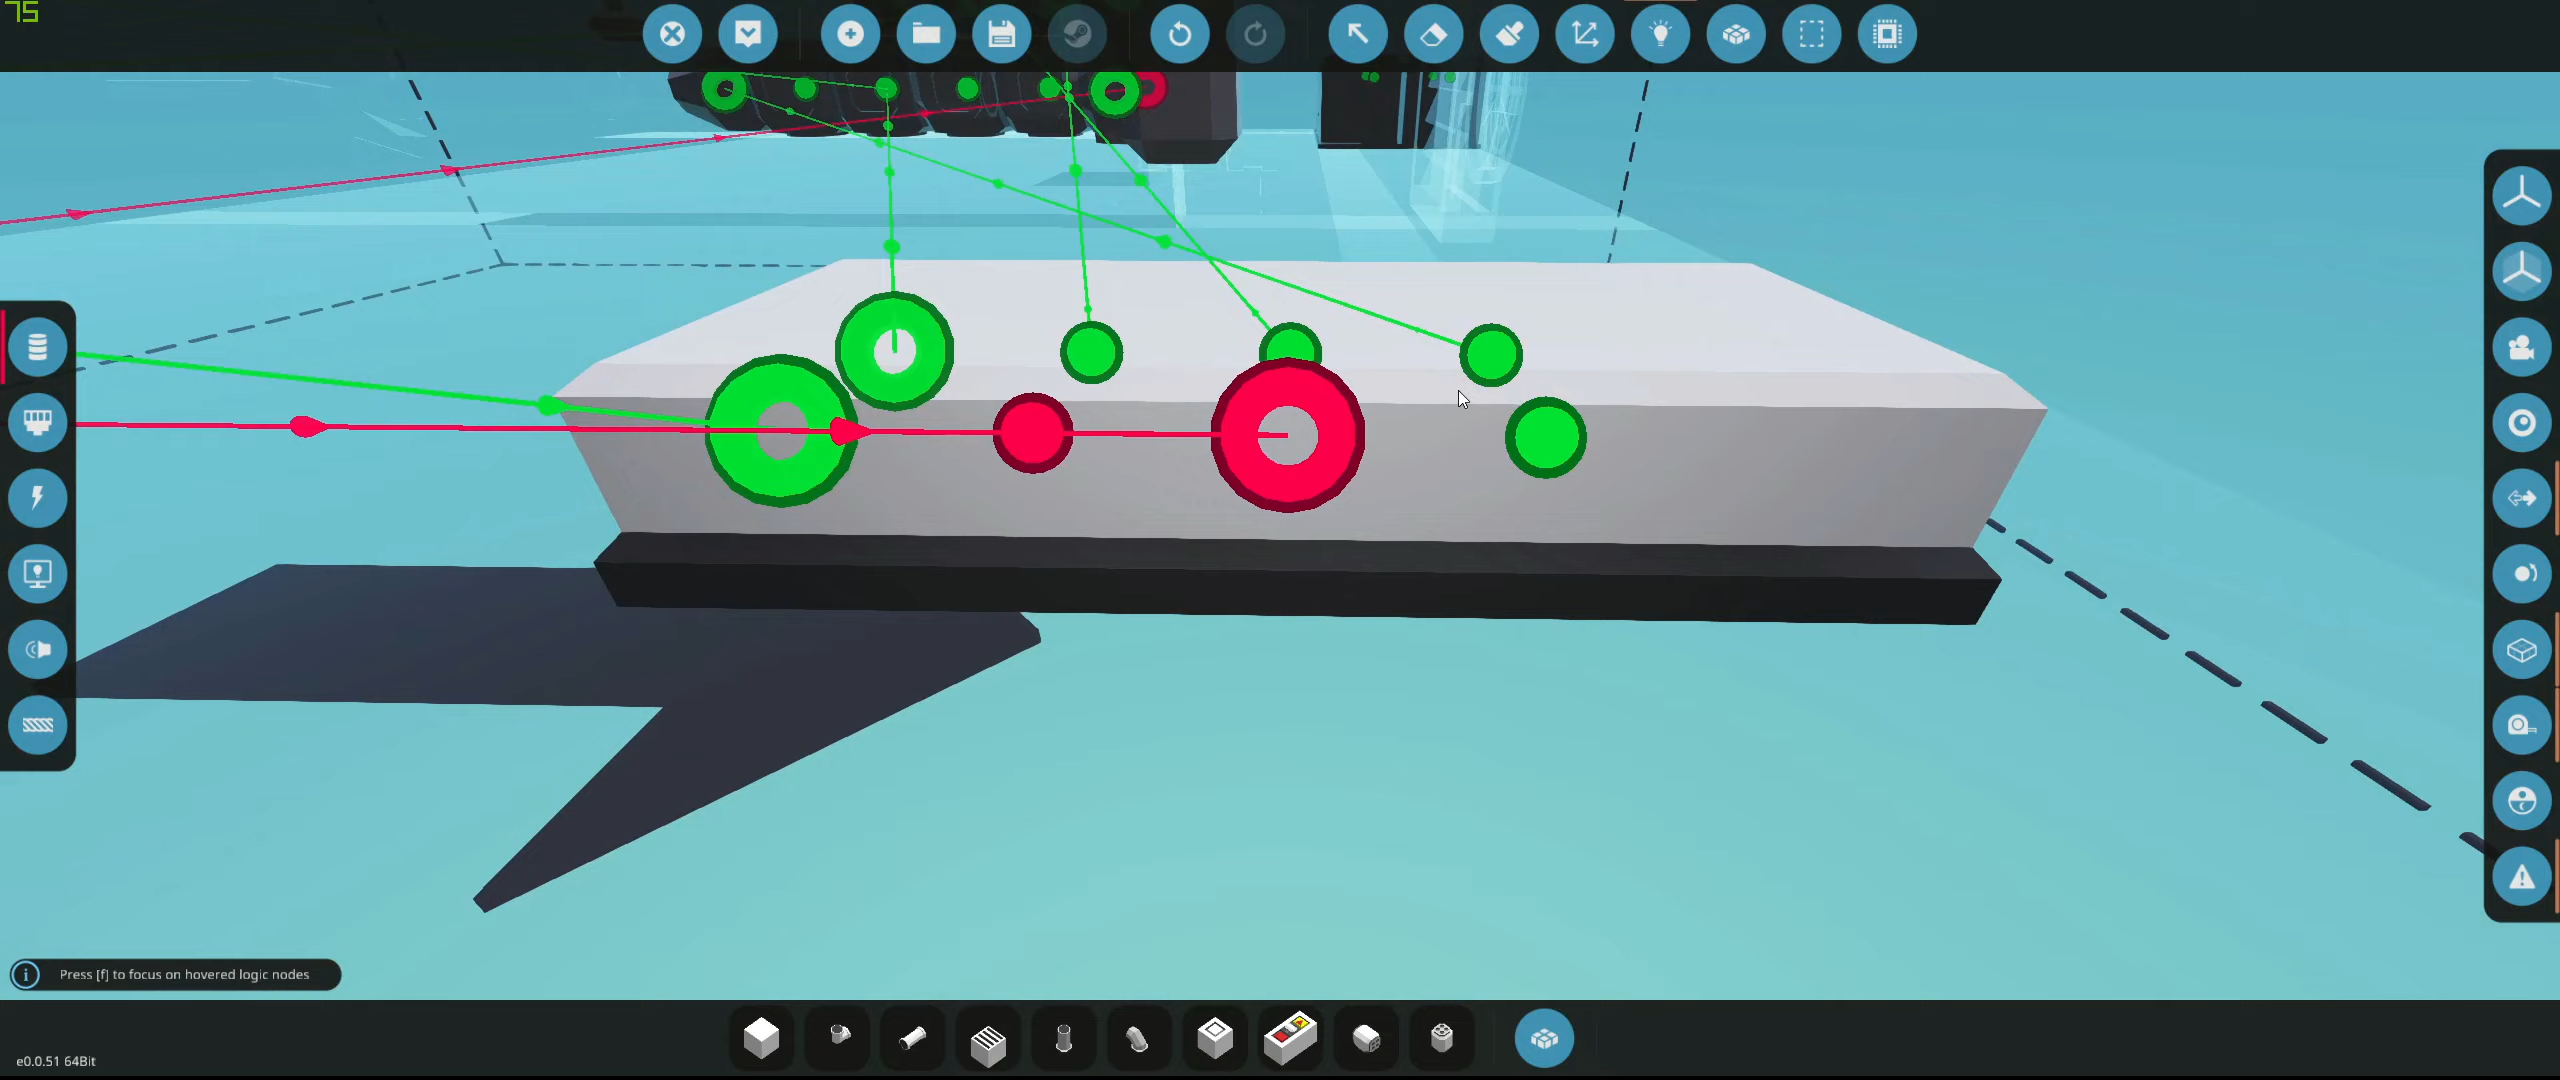 75
Press [f] to focus on hovered logic nodes
e0.0.51 64Bit